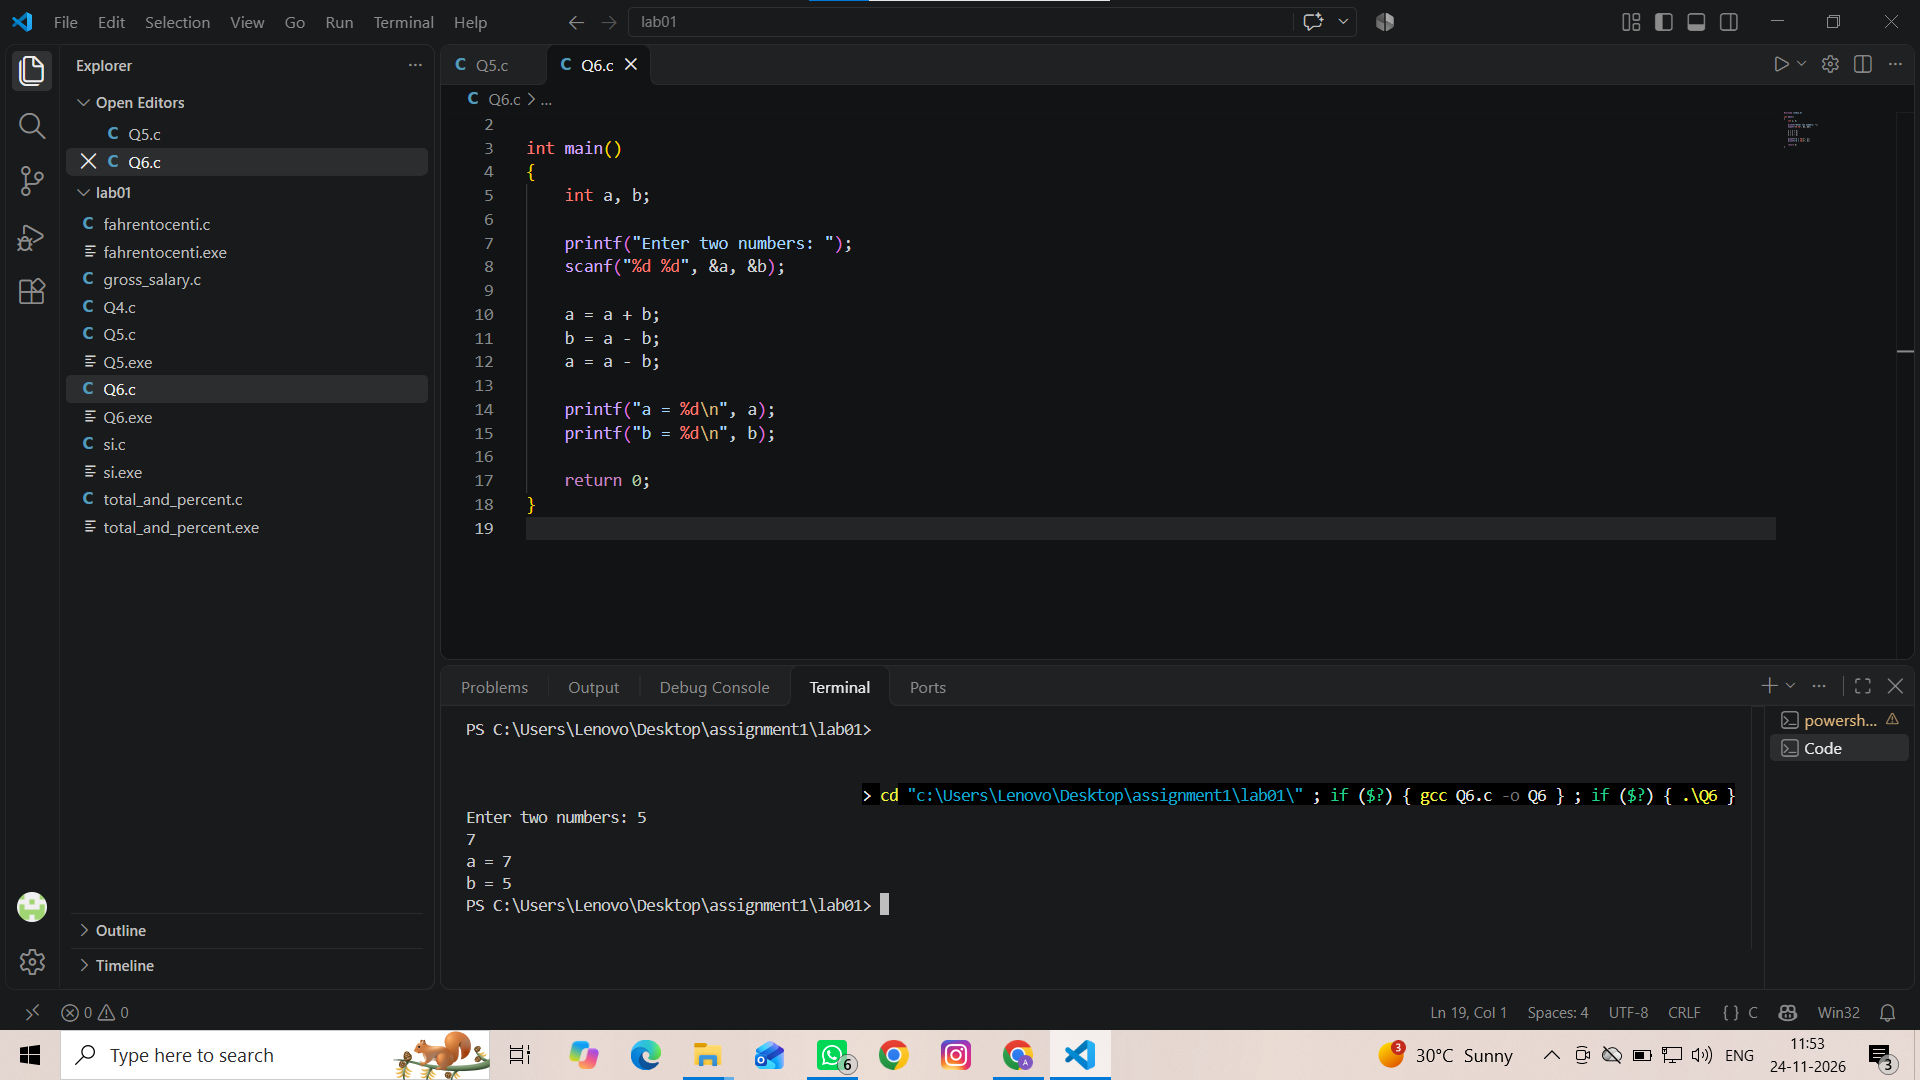 File Edit Selection View Go Run Terminal Help
lab01
Explorer
Open Editors
C Q5.c
C Q6.c
lab01
C fahrentocenti.c
fahrentocenti.exe
C gross_salary.c
C Q4.c
C Q5.c
Q5.exe
C Q6.c
Q6.exe
C si.c
si.exe
C total_and_percent.c
total_and_percent.exe
Outline
Timeline
C Q5.c
C Q6.c
C Q6.c > ...
2
3 int main()
4 {
5 int a, b;
6
7 printf("Enter two numbers: ");
8 scanf("%d %d", &a, &b);
9
10 a = a + b;
11 b = a - b;
12 a = a - b;
13
14 printf("a = %d\n", a);
15 printf("b = %d\n", b);
16
17 return 0;
18 }
19
Problems Output Debug Console Terminal Ports
PS C:\Users\Lenovo\Desktop\assignment1\lab01>
> cd "c:\Users\Lenovo\Desktop\assignment1\lab01\" ; if ($?) { gcc Q6.c -o Q6 } ; if ($?) { .\Q6 }
Enter two numbers: 5
7
a = 7
b = 5
PS C:\Users\Lenovo\Desktop\assignment1\lab01>
powersh...
Code
0 0
Ln 19, Col 1 Spaces: 4 UTF-8 CRLF { } C Win32
Type here to search
6
3
30°C Sunny
ENG
11:53
24-11-2026
3